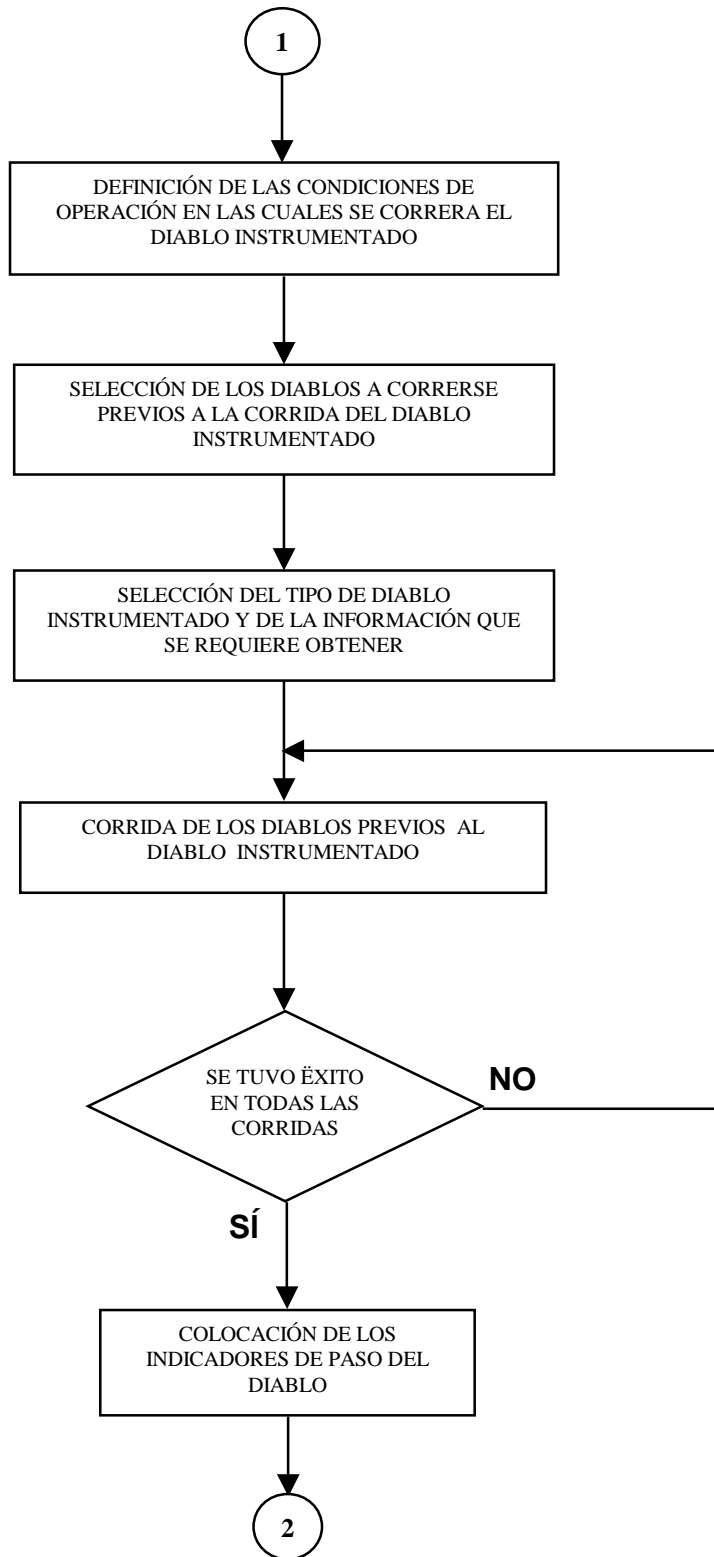 1
DEFINICIÓN DE LAS CONDICIONES DE
OPERACIÓN EN LAS CUALES SE CORRERA EL
DIABLO INSTRUMENTADO
SELECCIÓN DE LOS DIABLOS A CORRERSE
PREVIOS A LA CORRIDA DEL DIABLO
INSTRUMENTADO
SELECCIÓN DEL TIPO DE DIABLO
INSTRUMENTADO Y DE LA INFORMACIÓN QUE
SE REQUIERE OBTENER
CORRIDA DE LOS DIABLOS PREVIOS AL
DIABLO INSTRUMENTADO
SE TUVO ËXITO
EN TODAS LAS
CORRIDAS
NO
SÍ
COLOCACIÓN DE LOS
INDICADORES DE PASO DEL
DIABLO
2